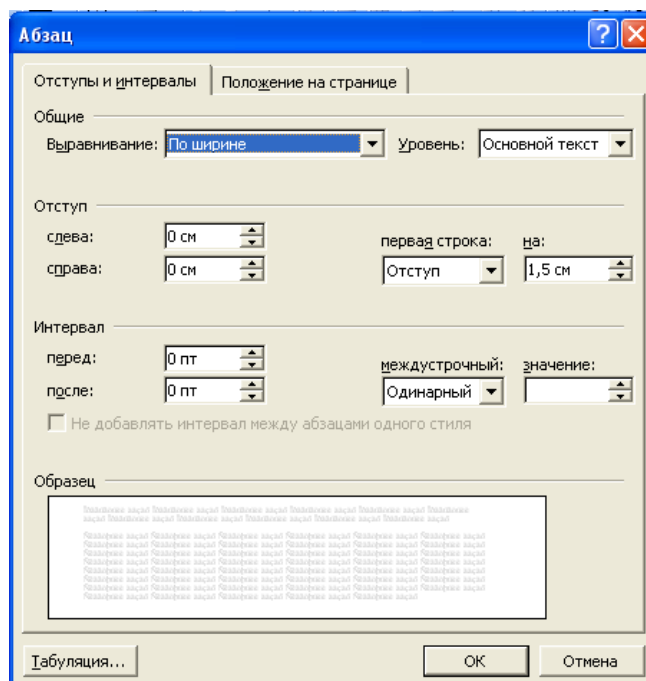 Абзац
Отступы и интервалы Положение на странице
Общие
Выравнивание: По ширине Уровень: Основной текст
Отступ
слева: 0 см первая строка: на:
справа: 0 см Отступ 1,5 см
Интервал
перед: 0 пт междустрочный: значение:
после: 0 пт Одинарный
Не добавлять интервал между абзацами одного стиля
Образец
Табуляция... ОК Отмена